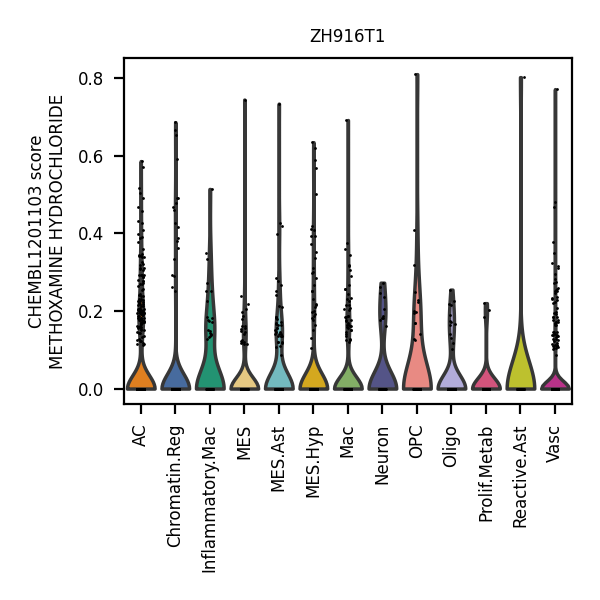 ZH916T1
CHEMBL1201103 score
METHOXAMINE HYDROCHLORIDE
0.8
0.6
0.4
0.2
0.0
AC
Chromatin.Reg
Inflammatory.Mac
MES
MES.Ast
MES.Hyp
Mac
Neuron
OPC
Oligo
Prolif.Metab
Reactive.Ast
Vasc